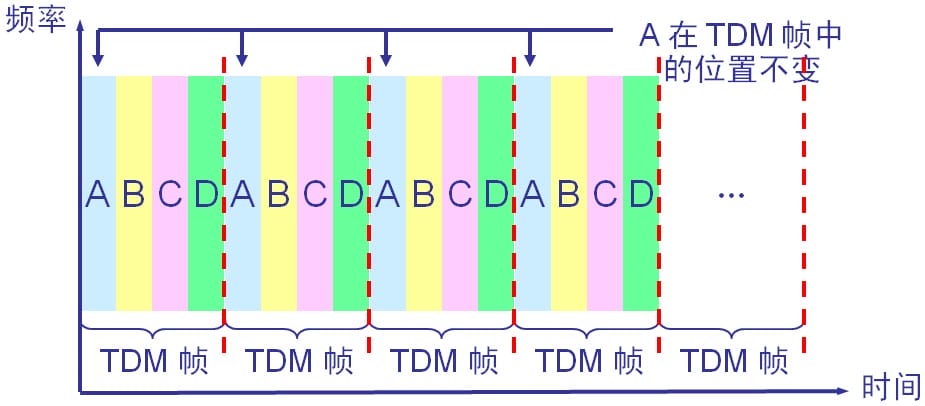 频率
A 在 TDM 帧中
的位置不变
A B C D A B C D A B C D A B C D ...
TDM 帧 TDM 帧 TDM 帧 TDM 帧 TDM 帧
时间